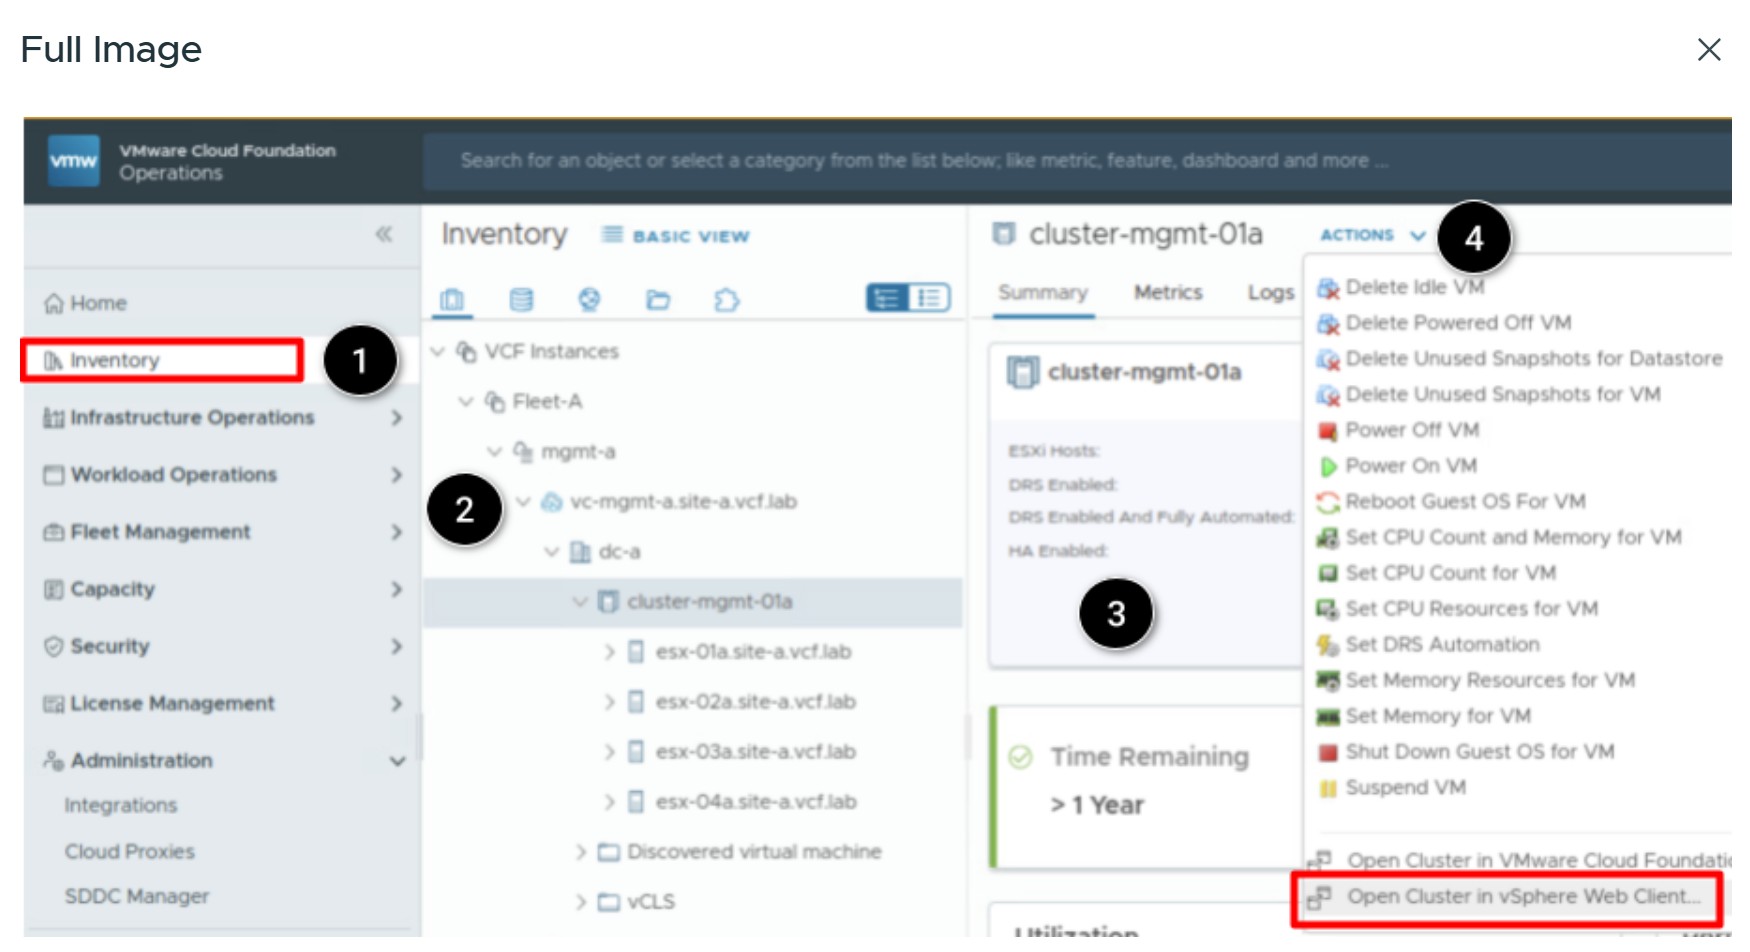 Full Image
vmw
VMware Cloud Foundation
Operations
Search for an object or select a category from the list below; like metric, feature, dashboard and more ...
Home
Inventory
1
Infrastructure Operations
Workload Operations
Fleet Management
Capacity
Security
License Management
Administration
Integrations
Cloud Proxies
SDDC Manager
Inventory
BASIC VIEW
VCF Instances
Fleet-A
mgmt-a
2
vc-mgmt-a.site-a.vcf.lab
dc-a
cluster-mgmt-01a
esx-01a.site-a.vcf.lab
esx-02a.site-a.vcf.lab
esx-03a.site-a.vcf.lab
esx-04a.site-a.vcf.lab
Discovered virtual machine
vCLS
cluster-mgmt-01a
ACTIONS
4
Summary
Metrics
Logs
cluster-mgmt-01a
ESXi Hosts:
DRS Enabled:
DRS Enabled And Fully Automated:
HA Enabled:
3
Time Remaining
> 1 Year
Utilization
Delete Idle VM
Delete Powered Off VM
Delete Unused Snapshots for Datastore
Delete Unused Snapshots for VM
Power Off VM
Power On VM
Reboot Guest OS For VM
Set CPU Count and Memory for VM
Set CPU Count for VM
Set CPU Resources for VM
Set DRS Automation
Set Memory Resources for VM
Set Memory for VM
Shut Down Guest OS for VM
Suspend VM
Open Cluster in VMware Cloud Foundatio
Open Cluster in vSphere Web Client...